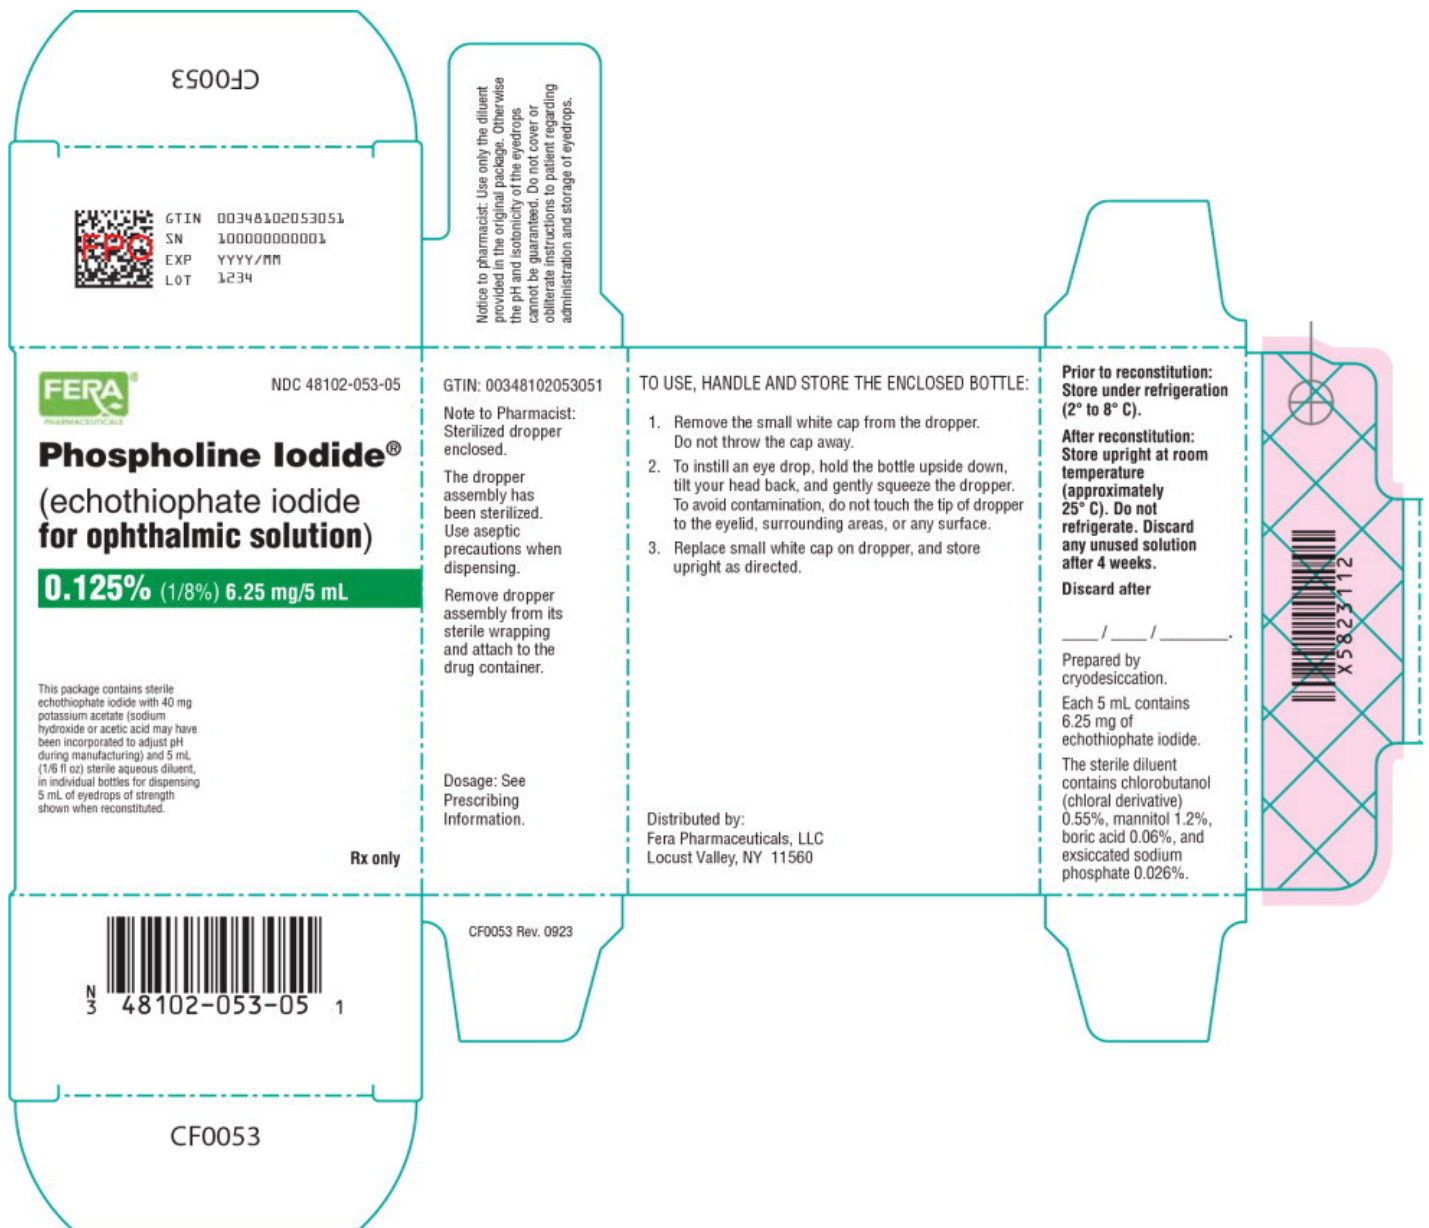 CF0053
FPO
GTIN 00348102053051
SN 100000000001
EXP YYYY/MM
LOT 1234
FERA®
PHARMACEUTICALS
NDC 48102-053-05
Phospholine Iodide®
(echothiophate iodide
for ophthalmic solution)
0.125% (1/8%) 6.25 mg/5 mL
This package contains sterile
echothiophate iodide with 40 mg
potassium acetate (sodium
hydroxide or acetic acid may have
been incorporated to adjust pH
during manufacturing) and 5 mL
(1/6 fl oz) sterile aqueous diluent,
in individual bottles for dispensing
5 mL of eyedrops of strength
shown when reconstituted.
Rx only
N
3 48102-053-05 1
CF0053
Notice to pharmacist: Use only the diluent
provided in the original package. Otherwise
the pH and isotonicity of the eyedrops
cannot be guaranteed. Do not cover or
obliterate instructions to patient regarding
administration and storage of eyedrops.
GTIN: 00348102053051
Note to Pharmacist:
Sterilized dropper
enclosed.
The dropper
assembly has
been sterilized.
Use aseptic
precautions when
dispensing.
Remove dropper
assembly from its
sterile wrapping
and attach to the
drug container.
Dosage: See
Prescribing
Information.
CF0053 Rev. 0923
TO USE, HANDLE AND STORE THE ENCLOSED BOTTLE:
1. Remove the small white cap from the dropper.
Do not throw the cap away.
2. To instill an eye drop, hold the bottle upside down,
tilt your head back, and gently squeeze the dropper.
To avoid contamination, do not touch the tip of dropper
to the eyelid, surrounding areas, or any surface.
3. Replace small white cap on dropper, and store
upright as directed.
Distributed by:
Fera Pharmaceuticals, LLC
Locust Valley, NY 11560
Prior to reconstitution:
Store under refrigeration
(2° to 8° C).
After reconstitution:
Store upright at room
temperature
(approximately
25° C). Do not
refrigerate. Discard
any unused solution
after 4 weeks.
Discard after
____ / ____ / ________.
Prepared by
cryodesiccation.
Each 5 mL contains
6.25 mg of
echothiophate iodide.
The sterile diluent
contains chlorobutanol
(chloral derivative)
0.55%, mannitol 1.2%,
boric acid 0.06%, and
exsiccated sodium
phosphate 0.026%.
X5823112